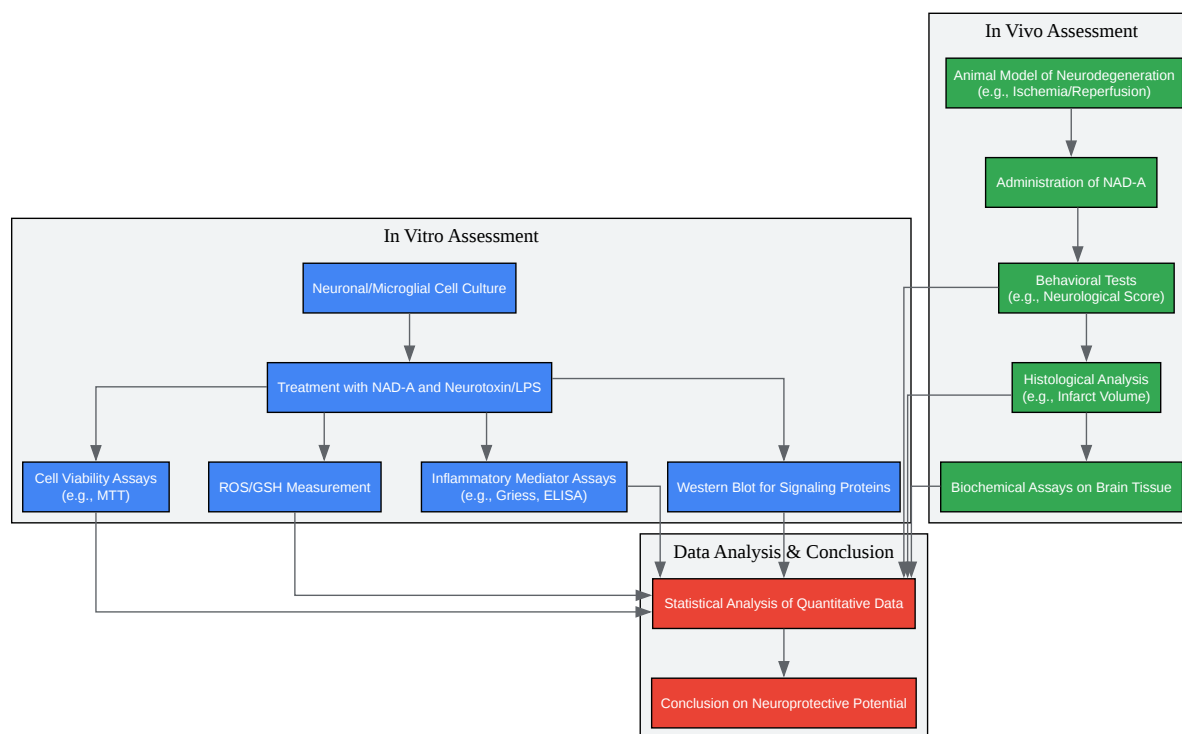 In Vivo Assessment
Animal Model of Neurodegeneration
(e.g., Ischemia/Reperfusion)
Administration of NAD-A
Behavioral Tests
(e.g., Neurological Score)
Histological Analysis
(e.g., Infarct Volume)
Biochemical Assays on Brain Tissue
In Vitro Assessment
Neuronal/Microglial Cell Culture
Treatment with NAD-A and Neurotoxin/LPS
Cell Viability Assays
(e.g., MTT)
ROS/GSH Measurement
Inflammatory Mediator Assays
(e.g., Griess, ELISA)
Western Blot for Signaling Proteins
Data Analysis & Conclusion
Statistical Analysis of Quantitative Data
Conclusion on Neuroprotective Potential